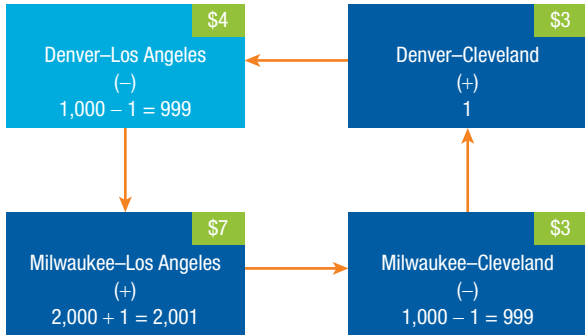 $4
Denver–Los Angeles
(–)
1,000 – 1 = 999
$3
Denver–Cleveland
(+)
1
$7
Milwaukee–Los Angeles
(+)
2,000 + 1 = 2,001
$3
Milwaukee–Cleveland
(–)
1,000 – 1 = 999